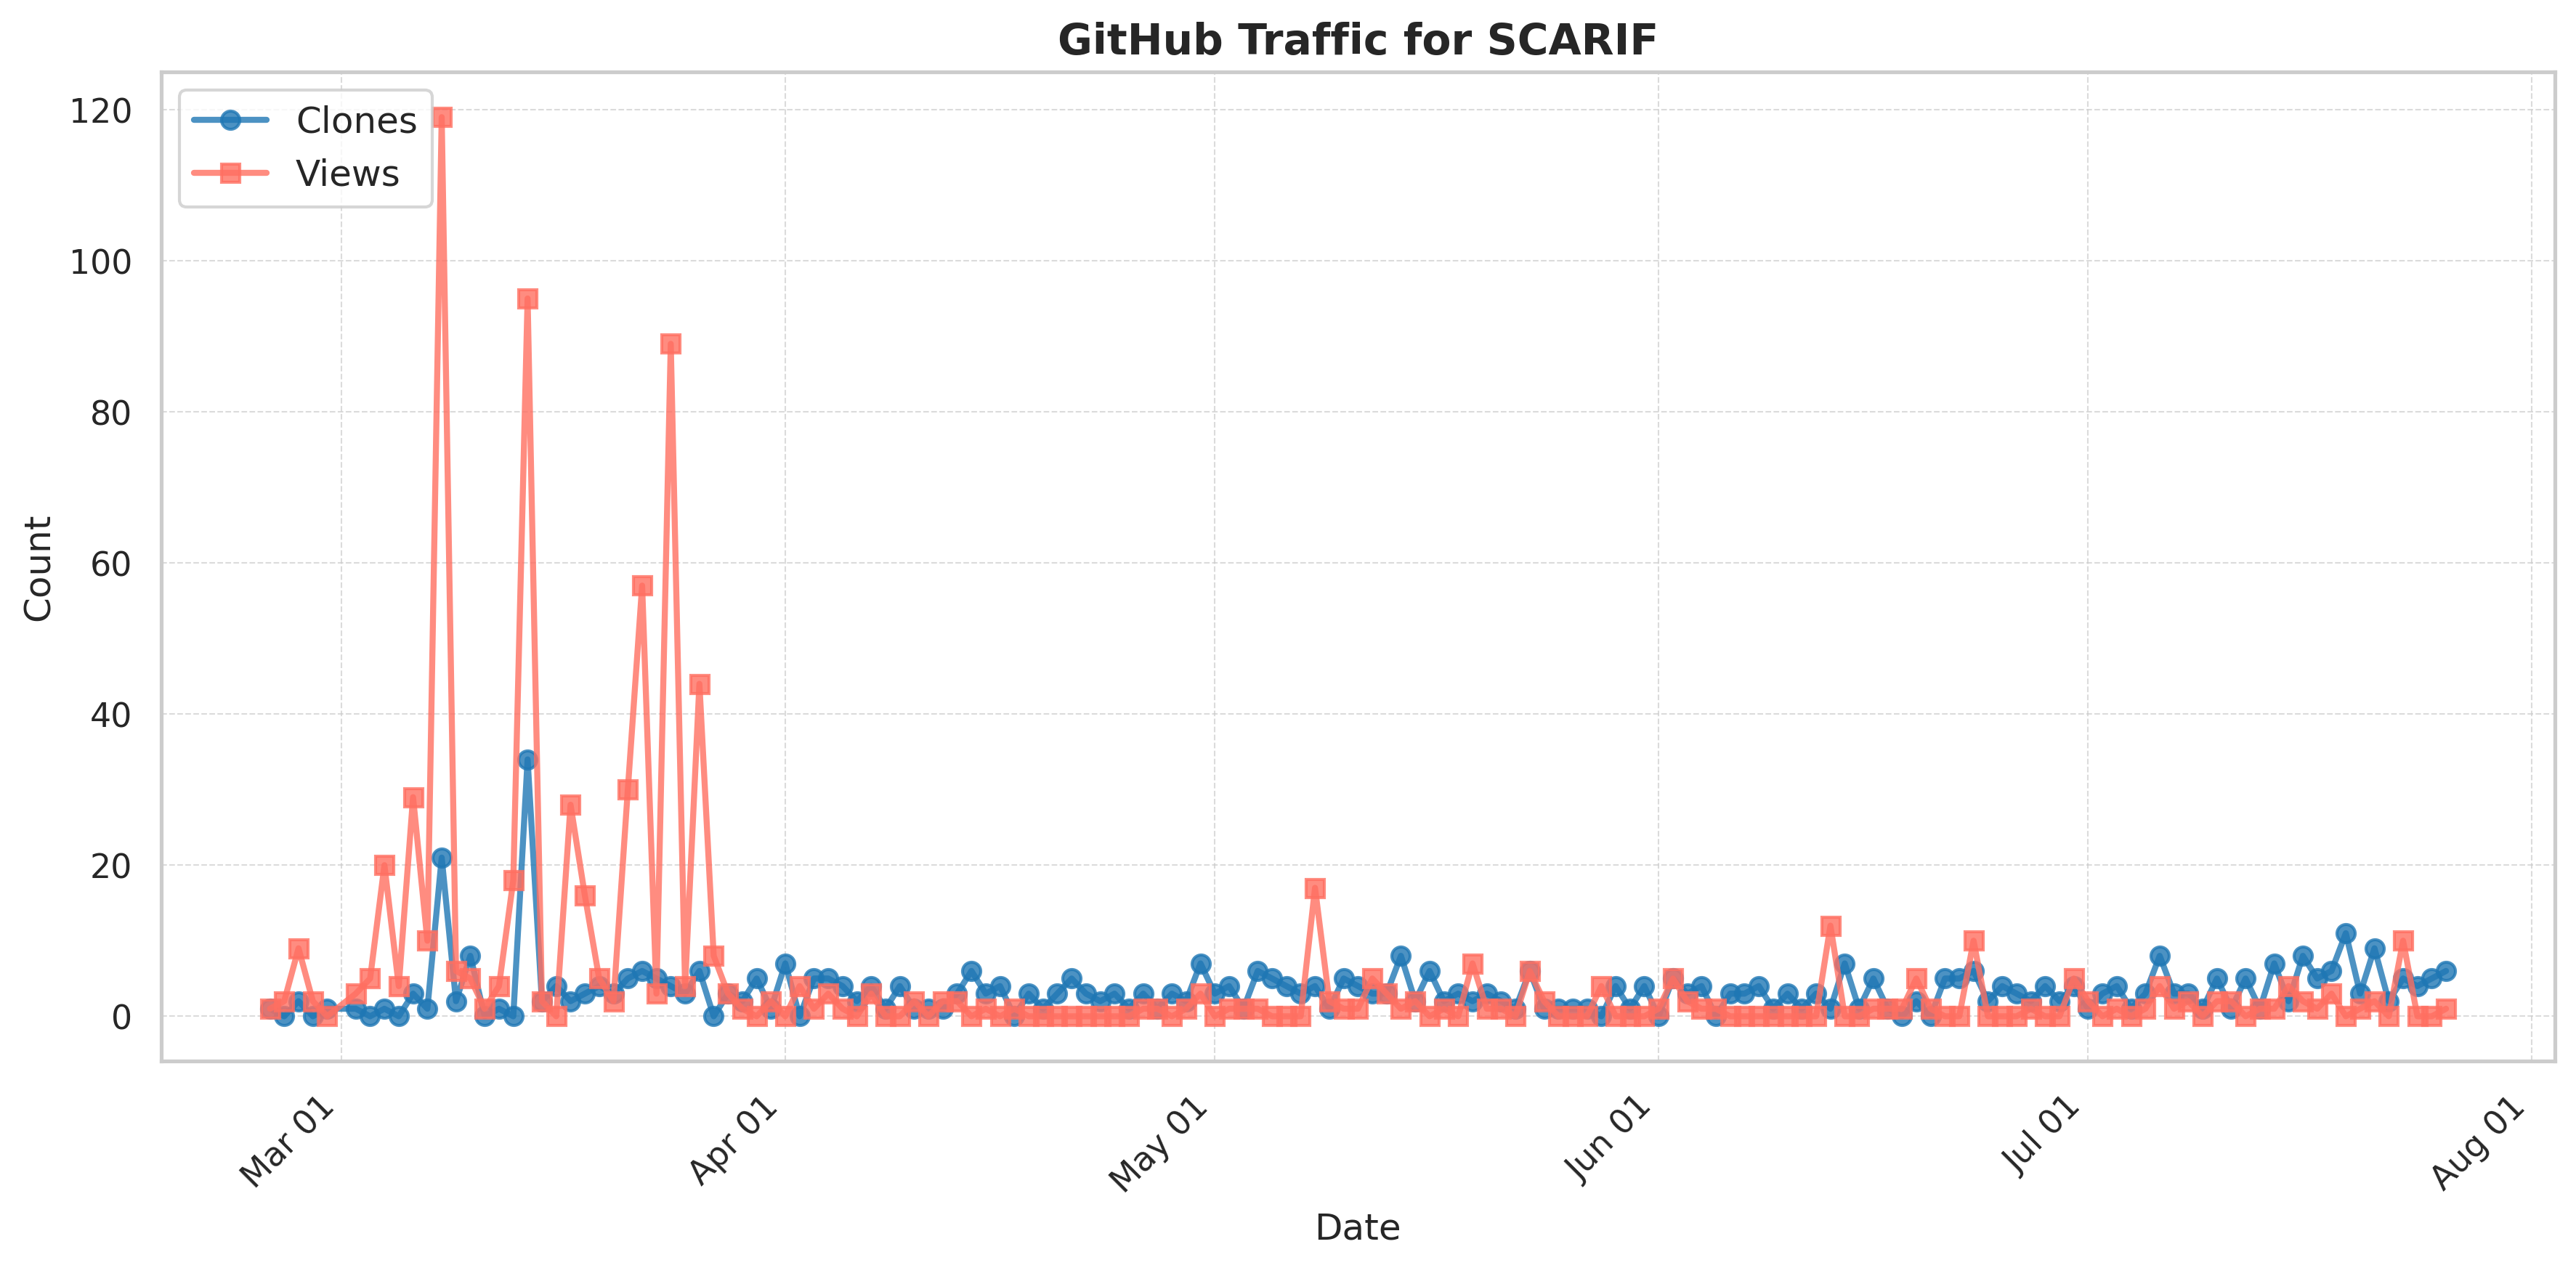 GitHub Traffic for SCARIF
Clones
Views
120
100
80
60
40
20
0
Count
Mar 01
Apr 01
May 01
Jun 01
Jul 01
Aug 01
Date